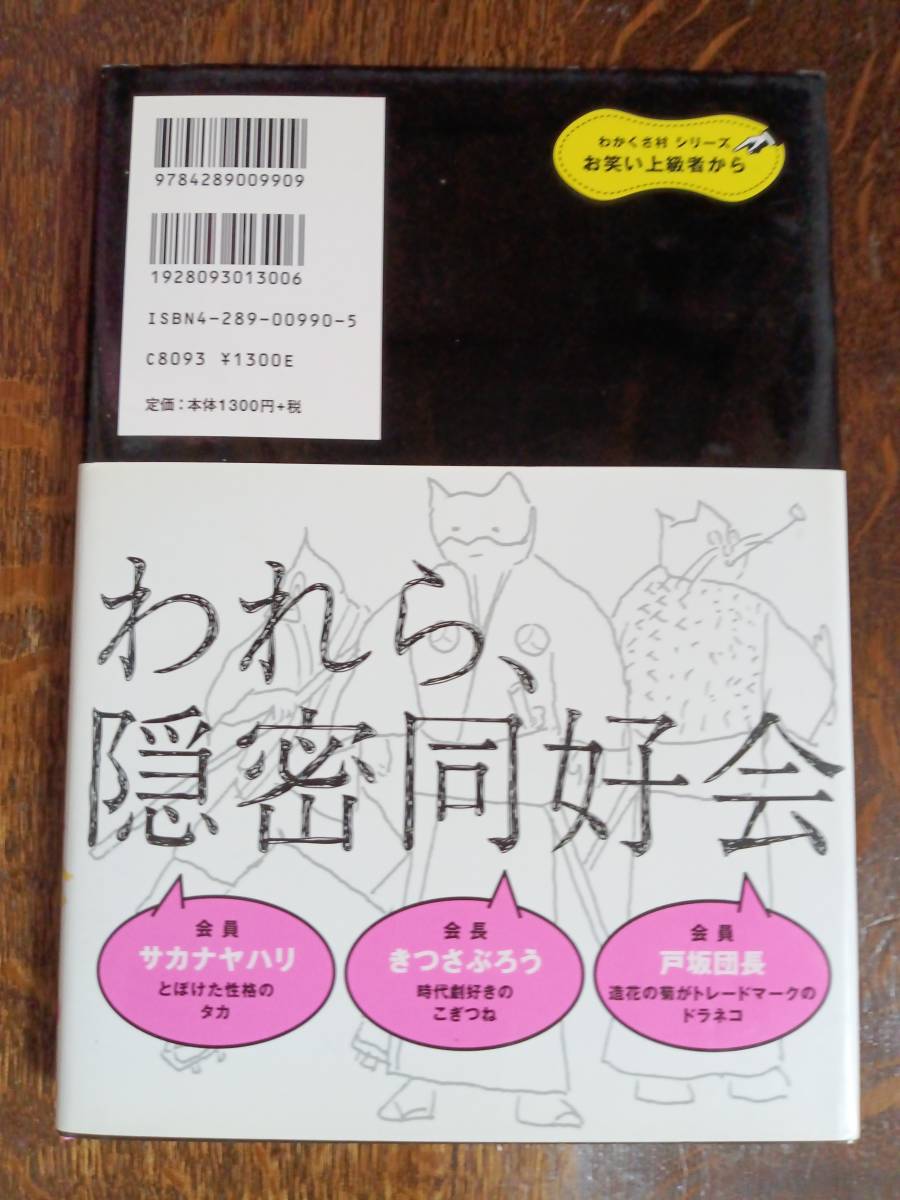 9784289009909
1928093013006
ISBN4-289-00990-5
C8093 ¥1300E
定価：本体1300円+税
わかくさ村 シリーズ
お笑い上級者から
われら、
隠密同好会
会員
サカナヤハリ
とぼけた性格の
タカ
会長
きつさぶろう
時代劇好きの
こぎつね
会員
戸坂団長
造花の菊がトレードマークの
ドラネコ